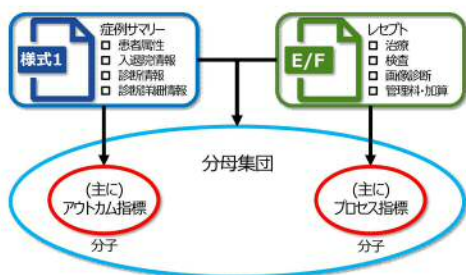 症例サマリー
様式1
□ 患者属性
□ 入退院情報
□ 診断情報
□ 診断詳細情報
レセプト
E/F
□ 治療
□ 検査
□ 画像診断
□ 管理料・加算
分母集団
(主に)
アウトカム指標
分子
(主に)
プロセス指標
分子